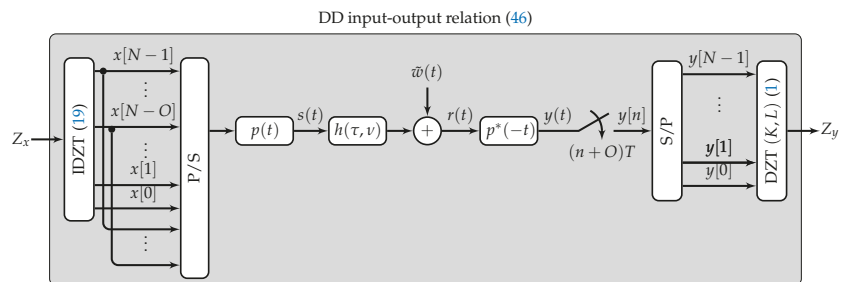 DD input-output relation (46)
x[N − 1]
⋮
x[N−O]
⋮
x[1]
x[0]
⋮
Z_x
IDZT (19)
P/S
p(t)
s(t)
h(τ, ν)
w̃(t)
+
r(t)
p*(−t)
y(t)
(n + O)T
y[n]
S/P
y[N − 1]
⋮
y[1]
y[0]
DZT (K, L) (1)
Z_y